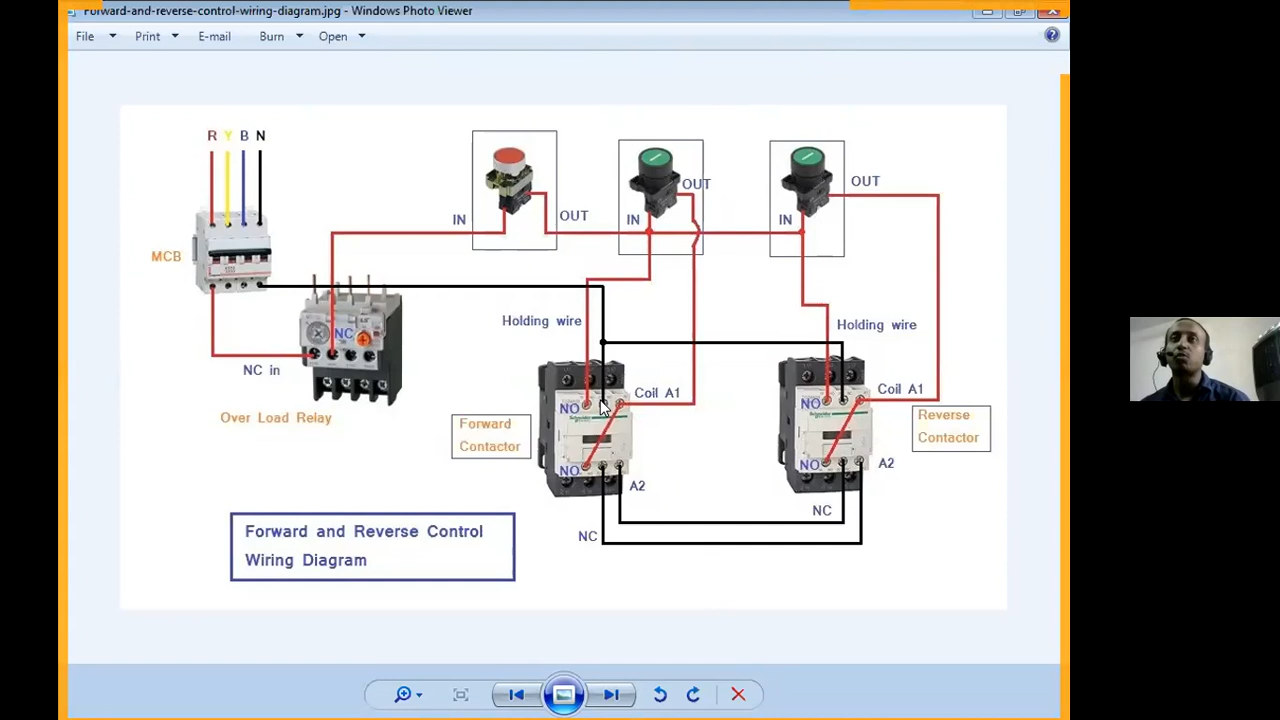 Forward-and-reverse-control-wiring-diagram.jpg - Windows Photo Viewer
File Print E-mail Burn Open
R Y B N
OUT
OUT
IN
OUT
IN
IN
MCB
Holding wire
Holding wire
NC
NC in
Coil A1
Coil A1
NO
NO
Over Load Relay
Forward
Contactor
Reverse
Contactor
NO
NO
A2
A2
NC
NC
Forward and Reverse Control
Wiring Diagram